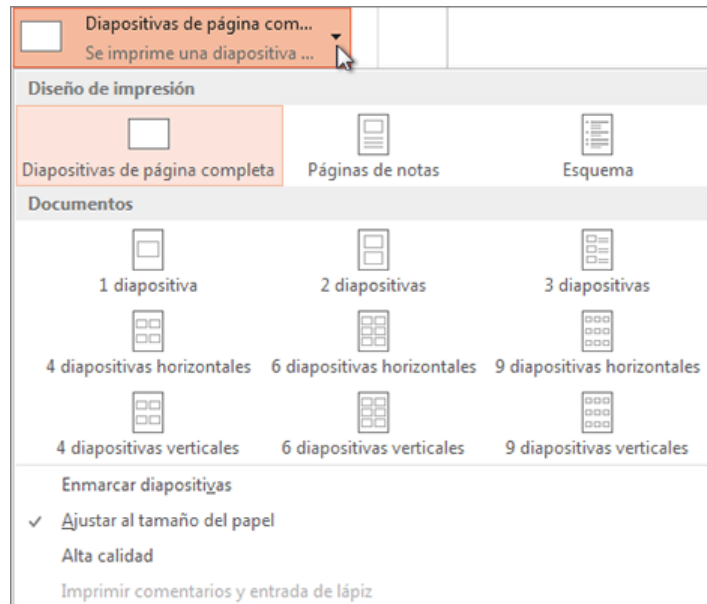 Diapositivas de página com...
Se imprime una diapositiva ...
Diseño de impresión
Diapositivas de página completa Páginas de notas Esquema
Documentos
1 diapositiva 2 diapositivas 3 diapositivas
4 diapositivas horizontales 6 diapositivas horizontales 9 diapositivas horizontales
4 diapositivas verticales 6 diapositivas verticales 9 diapositivas verticales
Enmarcar diapositivas
Ajustar al tamaño del papel
Alta calidad
Imprimir comentarios y entrada de lápiz